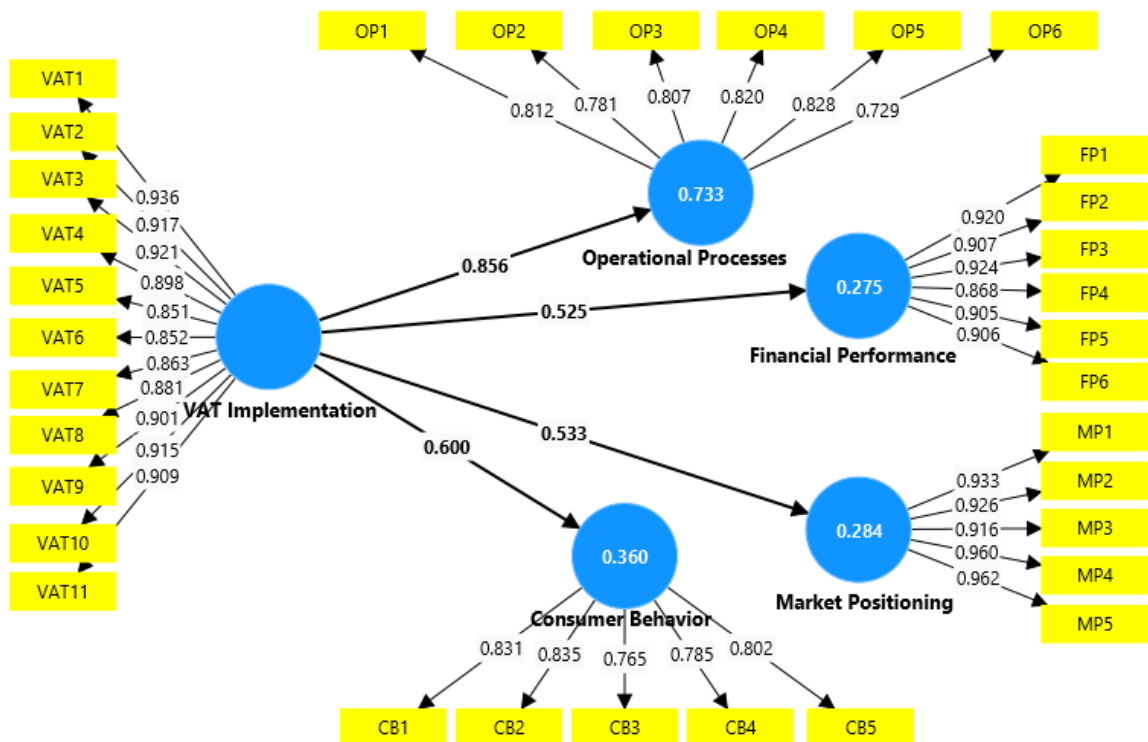 OP1 OP2 OP3 OP4 OP5 OP6
0.812 0.781 0.807 0.820 0.828 0.729
0.733
Operational Processes
VAT1
VAT2
VAT3
VAT4
VAT5
VAT6
VAT7
VAT8
VAT9
VAT10
VAT11
0.936
0.917
0.921
0.898
0.851
0.852
0.863
0.881
0.901
0.915
0.909
VAT Implementation
0.856
0.525
0.533
0.600
0.275
Financial Performance
0.920
0.907
0.924
0.868
0.905
0.906
FP1
FP2
FP3
FP4
FP5
FP6
0.284
Market Positioning
0.933
0.926
0.916
0.960
0.962
MP1
MP2
MP3
MP4
MP5
0.360
Consumer Behavior
0.831 0.835 0.765 0.785 0.802
CB1 CB2 CB3 CB4 CB5